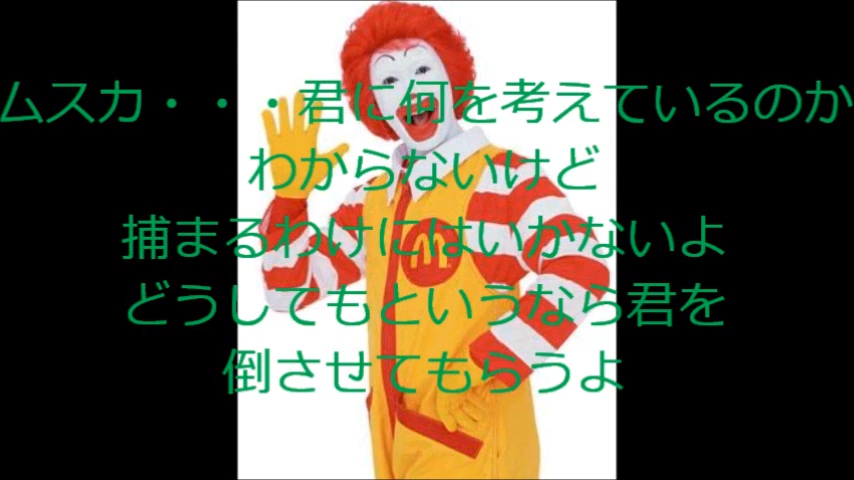 ムスカ・・・君に何を考えているのか
わからないけど
捕まるわけにはいかないよ
どうしてもというなら君を
倒させてもらうよ